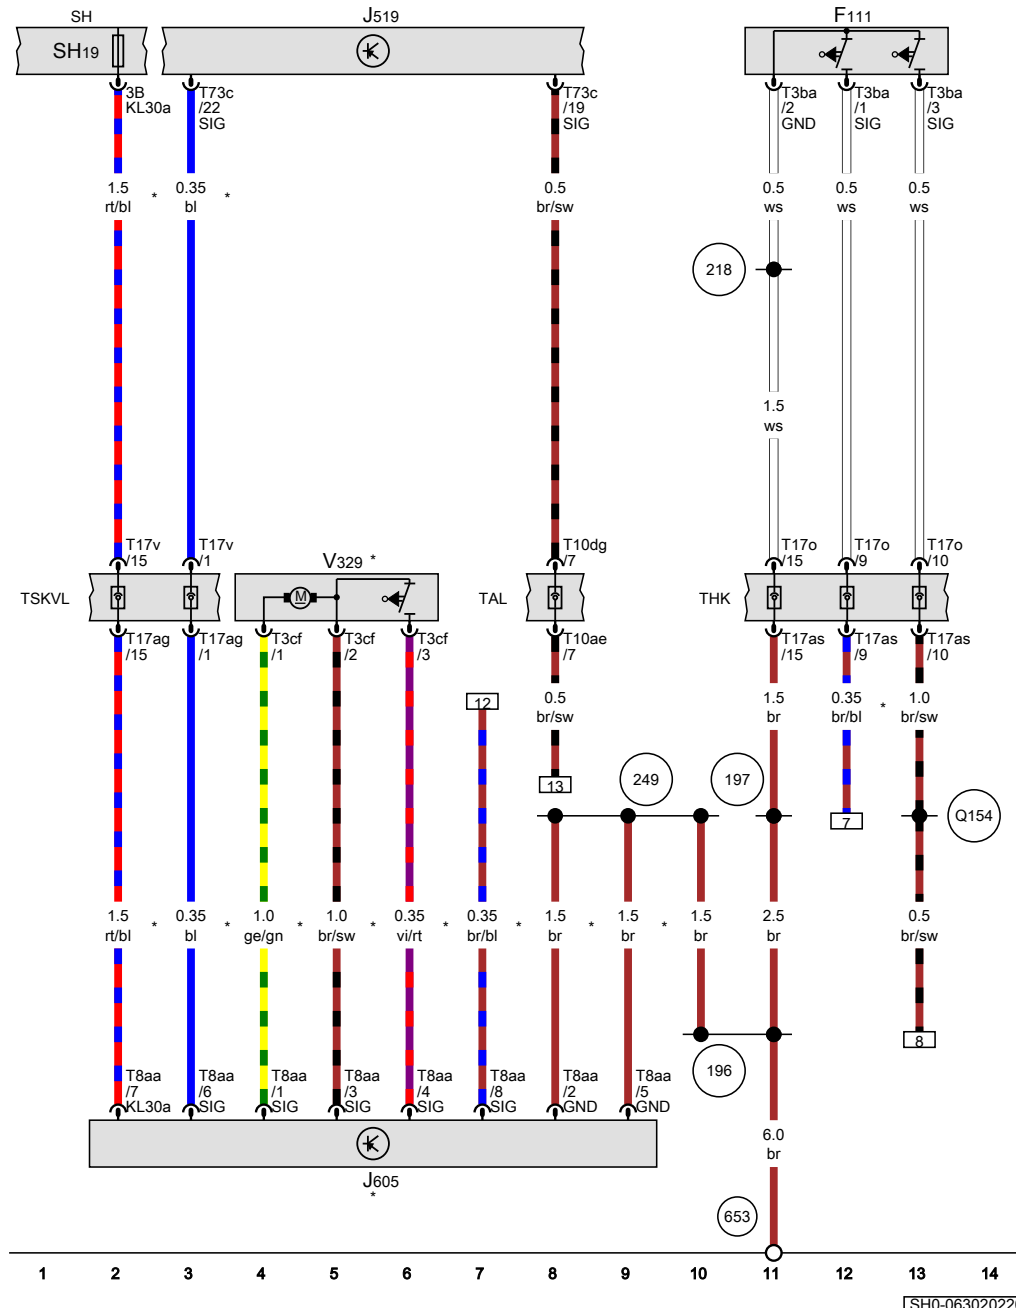 SH
J519
F111
SH19
3B
KL30a
T73c
/22
SIG
T73c
/19
SIG
T3ba
/2
GND
T3ba
/1
SIG
T3ba
/3
SIG
1.5
rt/bl
*
0.35
bl
*
0.5
br/sw
0.5
ws
0.5
ws
0.5
ws
218
1.5
ws
T17v
/15
T17v
/1
V329 *
T10dg
/7
T17o
/15
T17o
/9
T17o
/10
TSKVL
M
TAL
THK
T17ag
/15
T17ag
/1
T3cf
/1
T3cf
/2
T3cf
/3
T10ae
/7
T17as
/15
T17as
/9
T17as
/10
12
0.5
br/sw
1.5
br
0.35
br/bl
*
1.0
br/sw
13
249
197
7
Q154
1.5
rt/bl
*
0.35
bl
*
1.0
ge/gn
*
1.0
br/sw
*
0.35
vi/rt
*
0.35
br/bl
*
1.5
br
*
1.5
br
*
1.5
br
2.5
br
0.5
br/sw
8
196
T8aa
/7
KL30a
T8aa
/6
SIG
T8aa
/1
SIG
T8aa
/3
SIG
T8aa
/4
SIG
T8aa
/8
SIG
T8aa
/2
GND
T8aa
/5
GND
J605
*
6.0
br
653
1 2 3 4 5 6 7 8 9 10 11 12 13 14